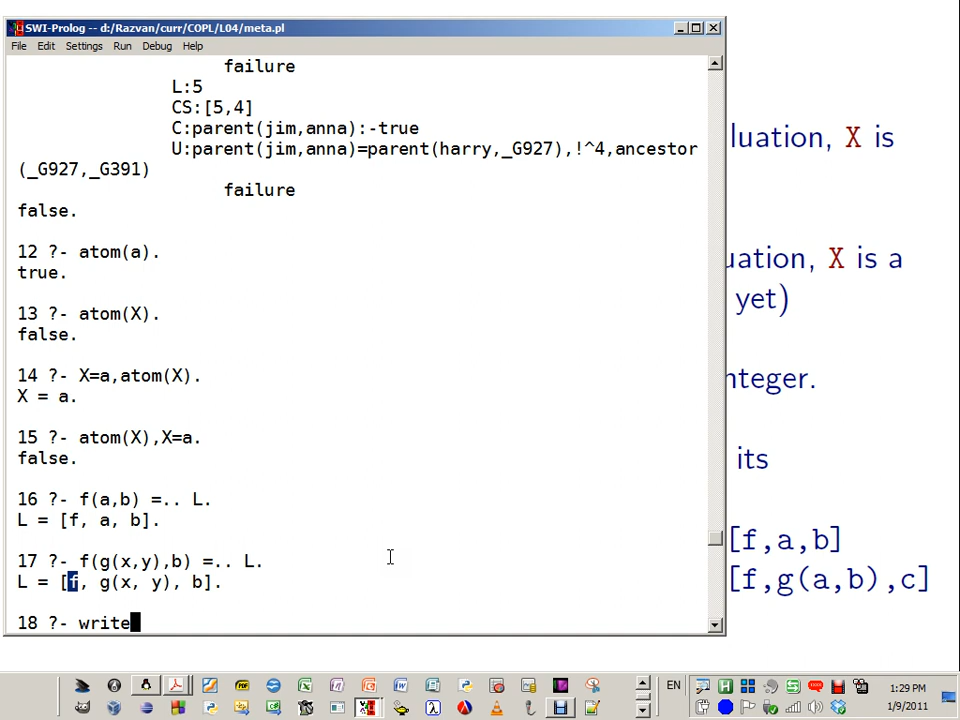 SWI-Prolog -- d:/Razvan/curr/COPL/L04/meta.pl
File Edit Settings Run Debug Help
failure
L:5
CS:[5,4]
C:parent(jim,anna):-true
U:parent(jim,anna)=parent(harry,_G927),!^4,ancestor
(_G927,_G391)
failure
false.
12 ?- atom(a).
true.
13 ?- atom(X).
false.
14 ?- X=a,atom(X).
X = a.
15 ?- atom(X),X=a.
false.
16 ?- f(a,b) =.. L.
L = [f, a, b].
17 ?- f(g(x,y),b) =.. L.
L = [f, g(x, y), b].
18 ?- write
luation, X is
uation, X is a
yet)
nteger.
its
[f,a,b]
[f,g(a,b),c]
EN
1:29 PM
1/9/2011